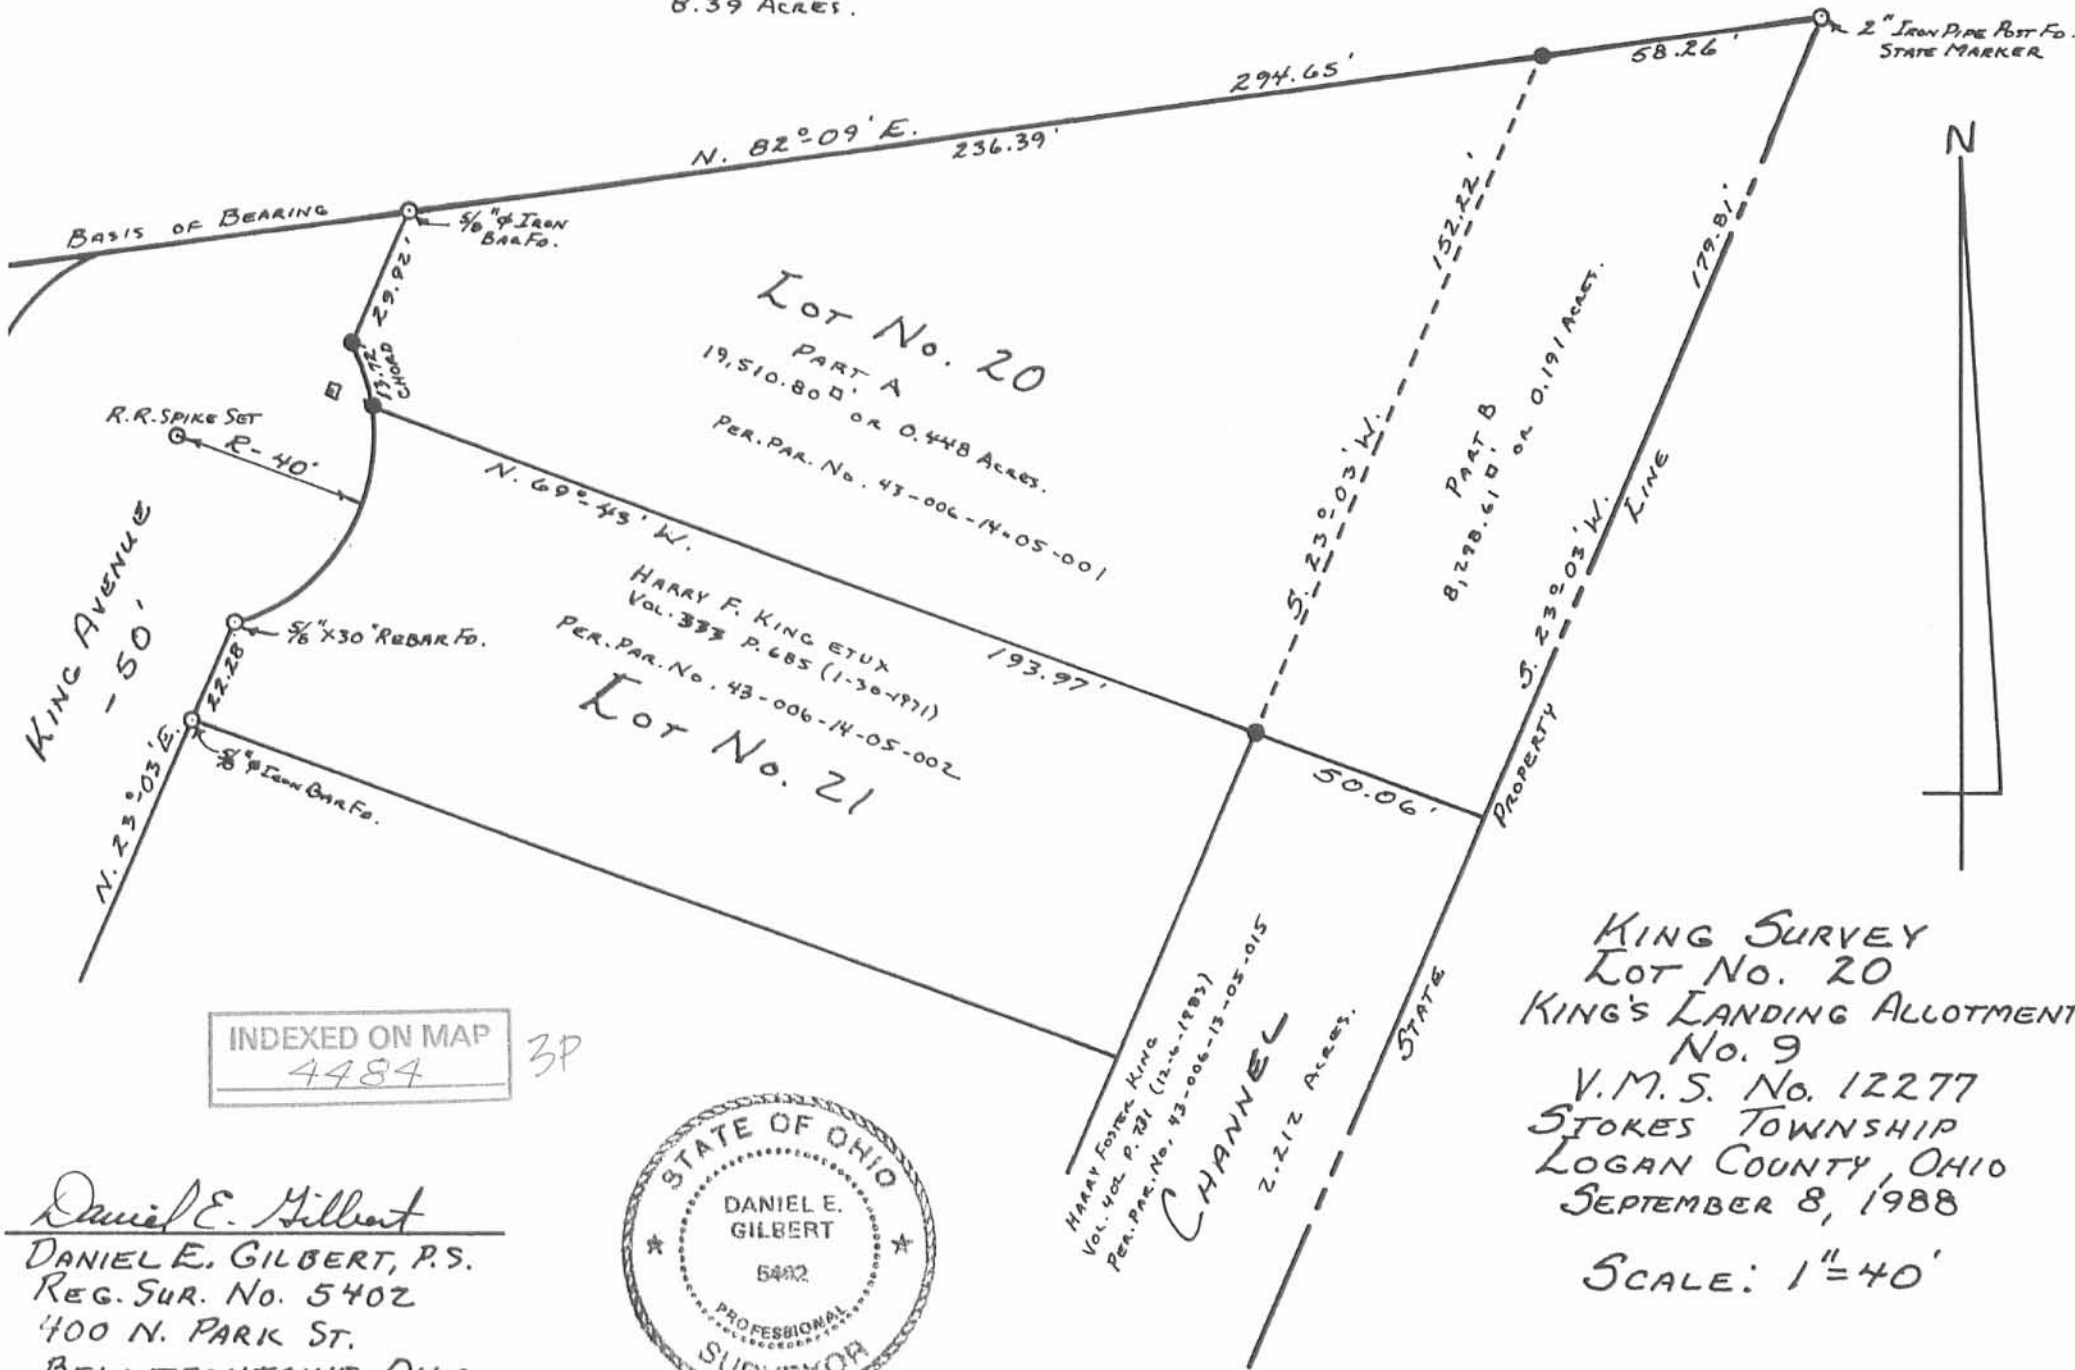 8.39 ACRES.
2" IRON PIPE POST FD.
STATE MARKER
58.26'
294.65'
N. 82°-09' E.
236.39'
BASIS OF BEARING
5/8" ϕ IRON
BAR FD.
29.92'
13.72'
CHORD
N
152.22'
179.81'
LOT No. 20
PART A
19,510.80 □' OR 0.448 ACRES.
PER. PAR. No. 43-006-14-05-001
PART B
8,298.61 □' OR 0.191 ACRES.
R.R. SPIKE SET
R-40'
N. 69°-43' W.
S. 23°-03' W.
S. 23°-03' W.
PROPERTY LINE
KING AVENUE
- 50'
5/8" X 30" REBAR FD.
22.28'
5/8" ϕ IRON BAR FD.
N. 23°-03' E.
HARRY F. KING ETUX
VOL. 333 P. 685 (1-30-1971)
PER. PAR. No. 43-006-14-05-002
LOT No. 21
193.97'
50.06'
HARRY FOSTER KING
VOL. 402 P. 731 (12-6-1983)
PER. PAR. No. 43-006-13-05-015
CHANNEL
2.212 ACRES.
STATE
INDEXED ON MAP
4484
3P
KING SURVEY
LOT No. 20
KING'S LANDING ALLOTMENT
No. 9
V.M.S. No. 12277
STOKES TOWNSHIP
LOGAN COUNTY, OHIO
SEPTEMBER 8, 1988
SCALE: 1"=40'
Daniel E. Gilbert
DANIEL E. GILBERT, P.S.
REG. SUR. No. 5402
400 N. PARK ST.
STATE OF OHIO
DANIEL E.
GILBERT
5402
PROFESSIONAL
SURVEYOR